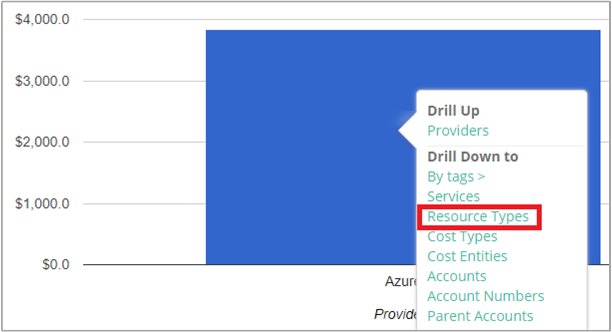 $4,000.0
$3,000.0
$2,000.0
$1,000.0
$0.0
Drill Up
Providers
Drill Down to
By tags >
Services
Resource Types
Cost Types
Cost Entities
Accounts
Account Numbers
Parent Accounts
Azure
Provide